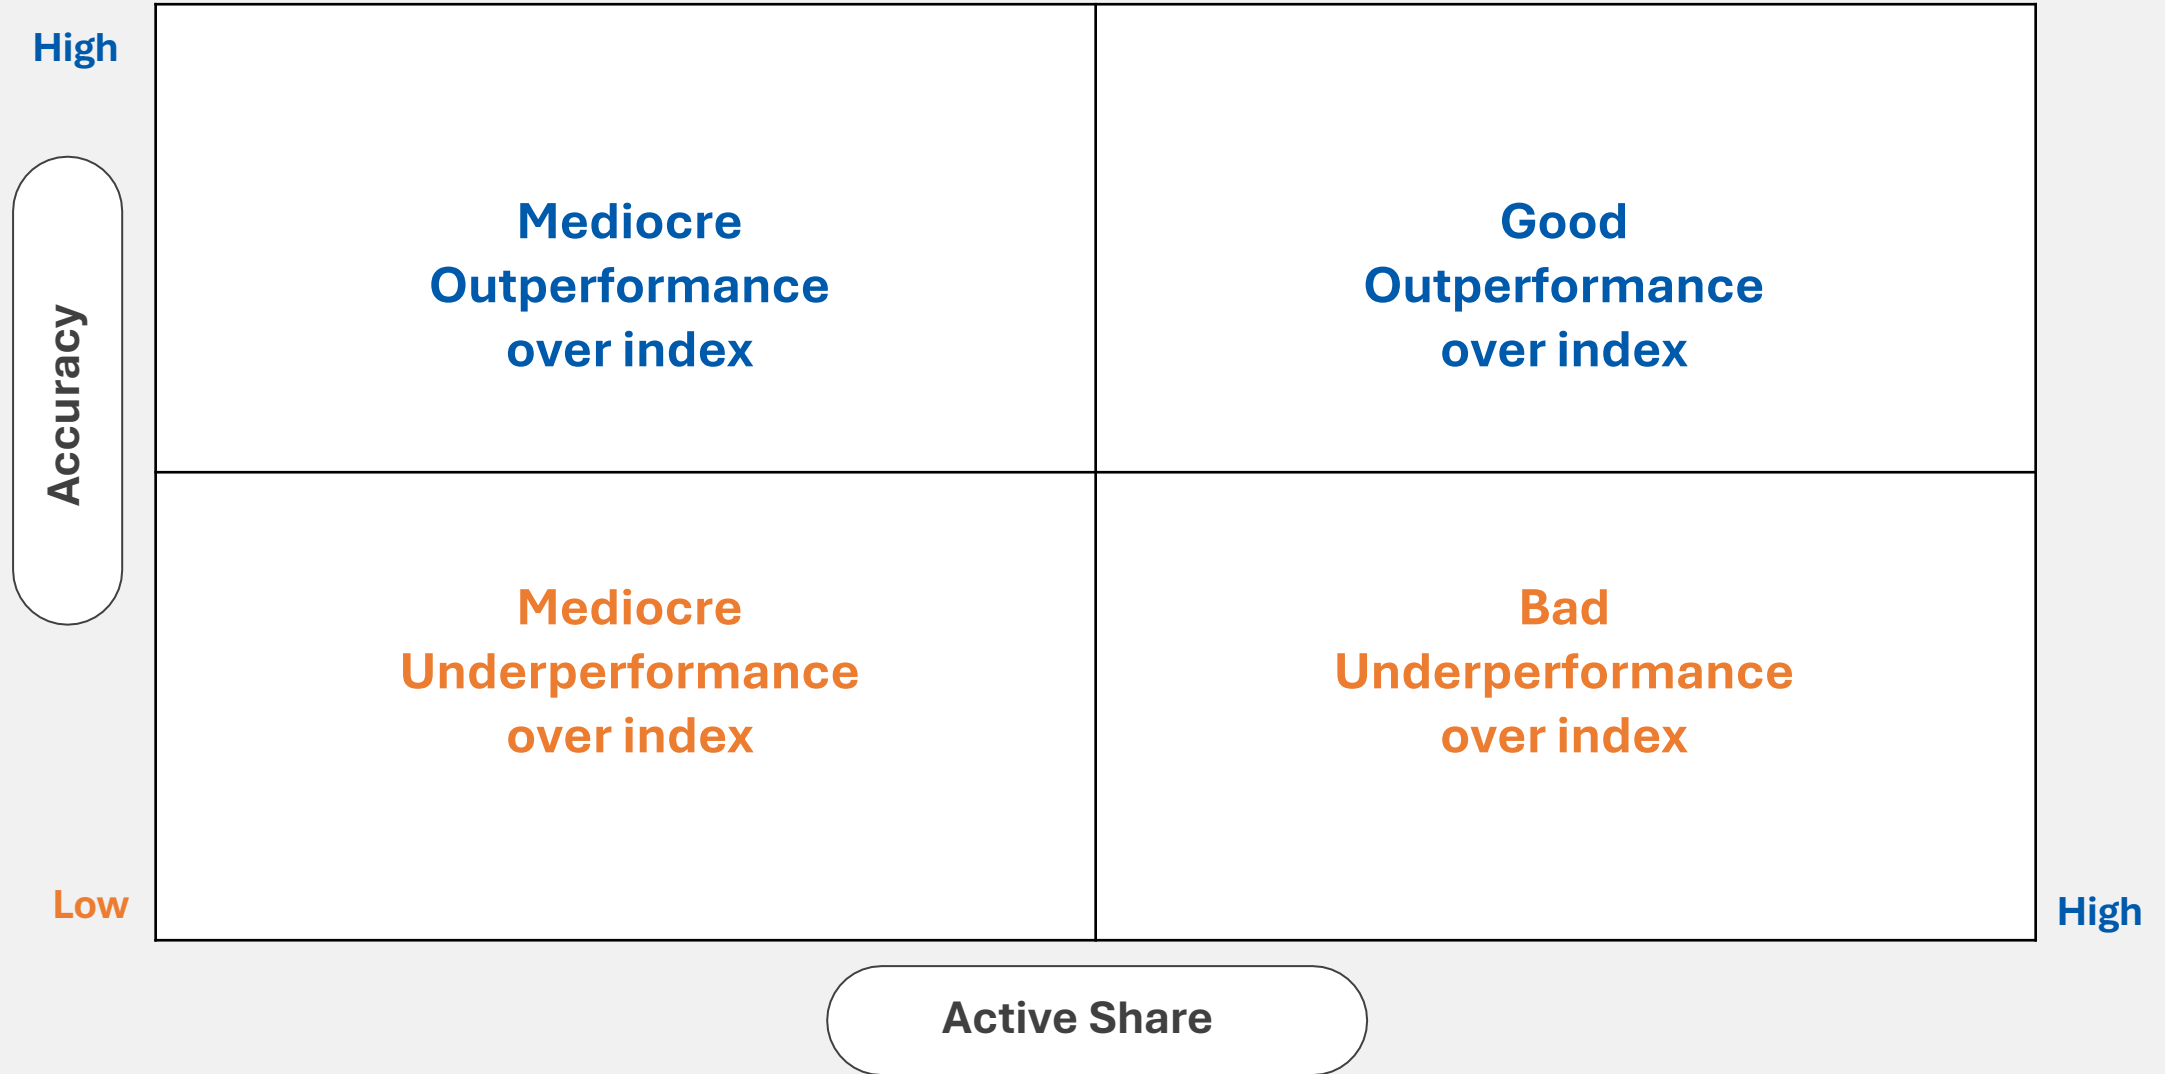 High
Accuracy
Mediocre
Outperformance
over index
Good
Outperformance
over index
Mediocre
Underperformance
over index
Bad
Underperformance
over index
Low
High
Active Share